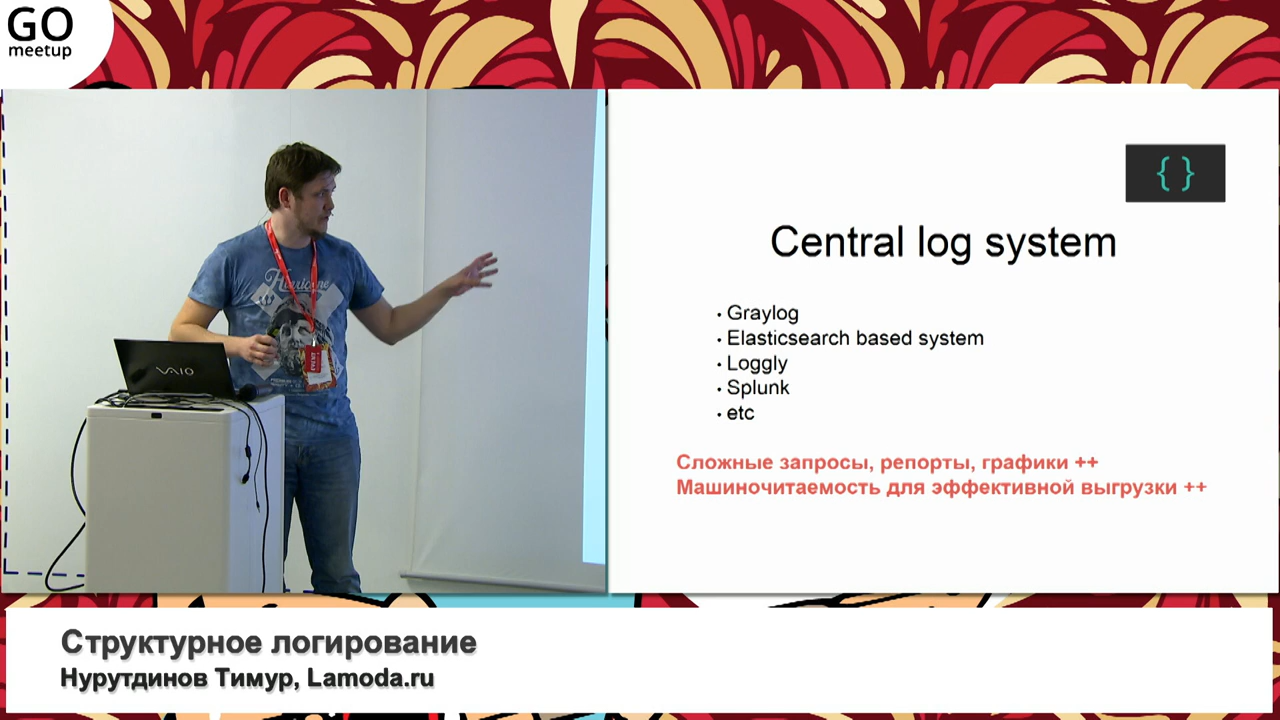 GO
meetup
Hurricane
VAIO
{ }
Central log system
• Graylog
• Elasticsearch based system
• Loggly
• Splunk
• etc
Сложные запросы, репорты, графики ++
Машиночитаемость для эффективной выгрузки ++
Структурное логирование
Нурутдинов Тимур, Lamoda.ru